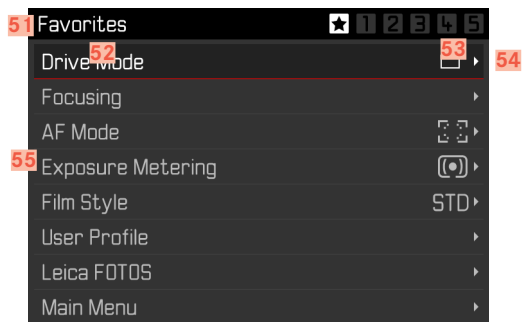 51 Favorites ★ 1 2 3 4 5
52 53
Drive Mode 54
Focusing
AF Mode
55 Exposure Metering
Film Style STD
User Profile
Leica FOTOS
Main Menu